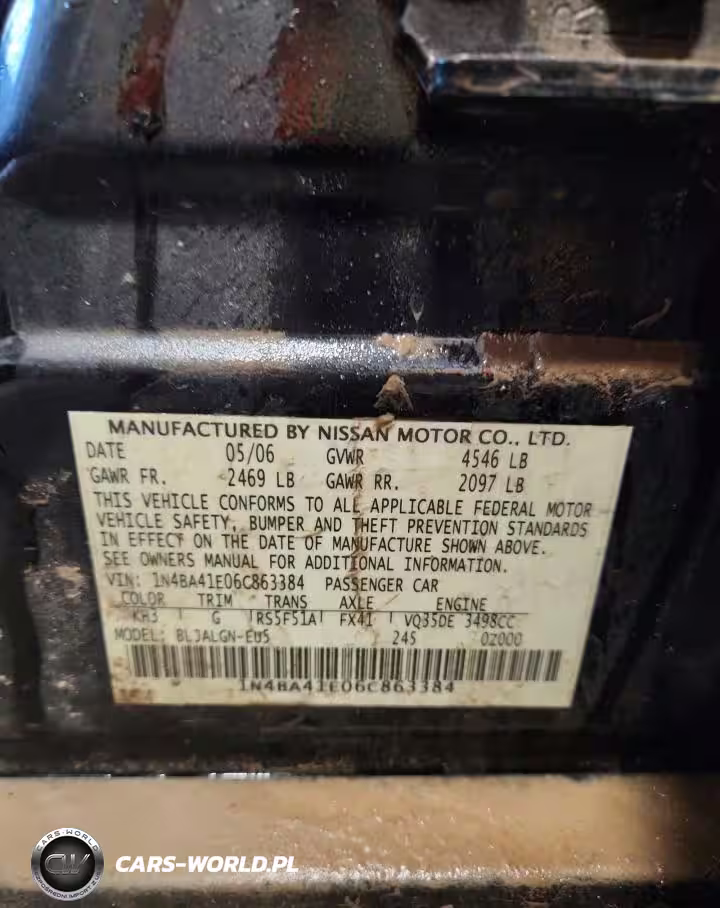 MANUFACTURED BY NISSAN MOTOR CO., LTD.
DATE 05/06 GVWR 4546 LB
GAWR FR. 2469 LB GAWR RR. 2097 LB
THIS VEHICLE CONFORMS TO ALL APPLICABLE FEDERAL MOTOR
VEHICLE SAFETY, BUMPER AND THEFT PREVENTION STANDARDS
IN EFFECT ON THE DATE OF MANUFACTURE SHOWN ABOVE.
SEE OWNERS MANUAL FOR ADDITIONAL INFORMATION.
VIN: 1N4BA41E06C863384 PASSENGER CAR
COLOR TRIM TRANS AXLE ENGINE
KH3 G RS5F51A FX41 VQ35DE 3498CC
MODEL: BLJALGN-EU5 245 0Z000
1N4BA41E06C863384
CARS-WORLD
CW
CARS-WORLD.PL